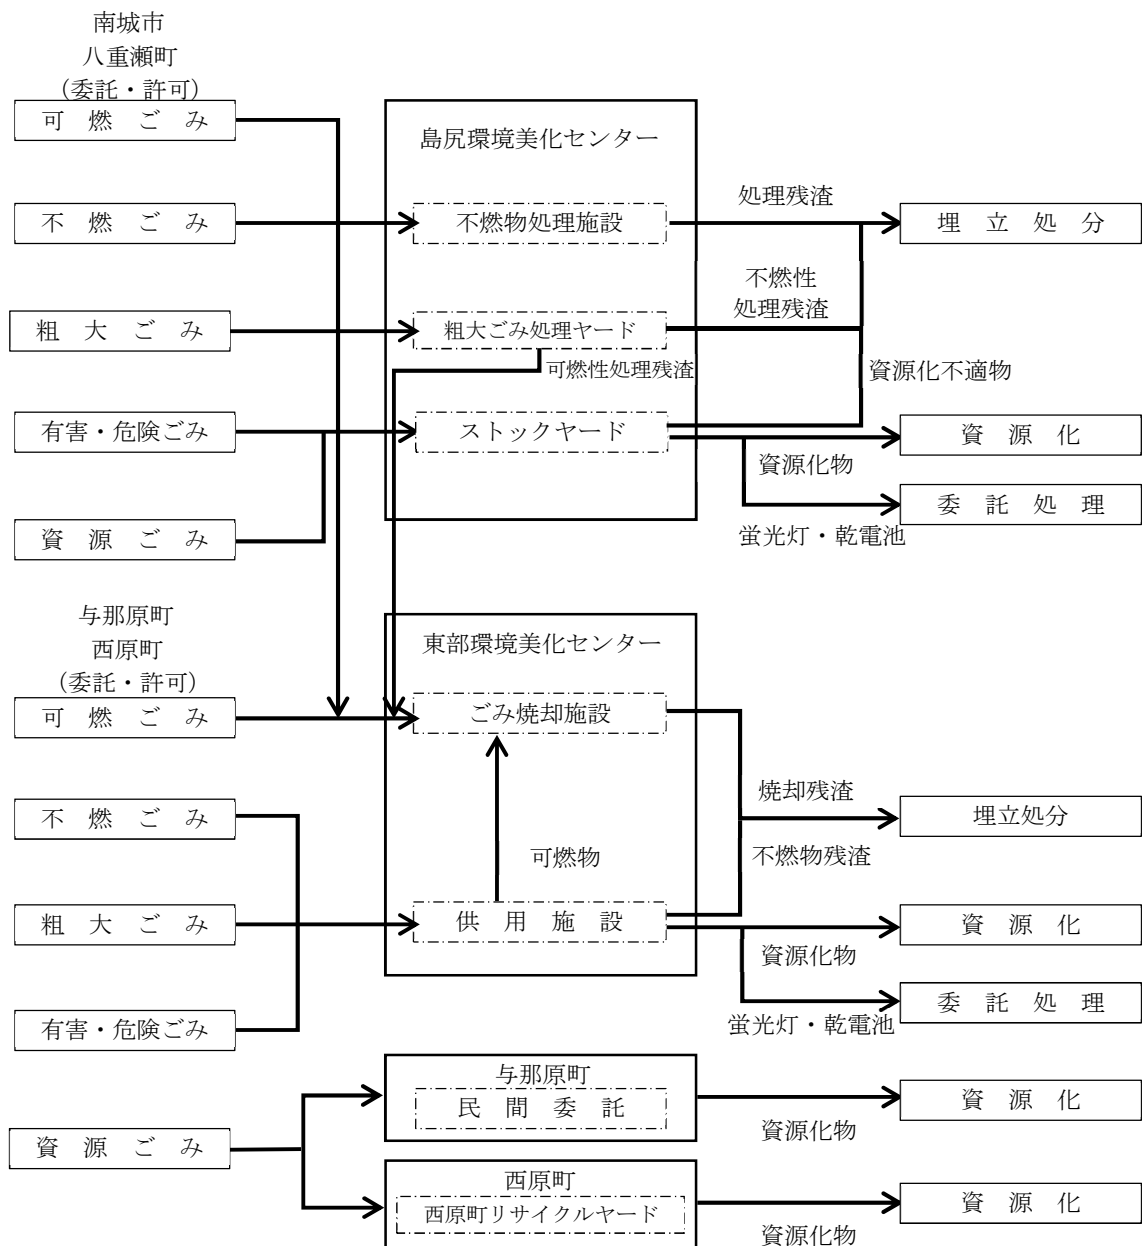 南城市
八重瀬町
(委託・許可)
可燃ごみ
島尻環境美化センター
不燃ごみ
不燃物処理施設
処理残渣
埋立処分
粗大ごみ
粗大ごみ処理ヤード
不燃性
処理残渣
可燃性処理残渣
資源化不適物
有害・危険ごみ
ストックヤード
資源化
資源化物
委託処理
蛍光灯・乾電池
資源ごみ
与那原町
西原町
(委託・許可)
可燃ごみ
東部環境美化センター
ごみ焼却施設
焼却残渣
埋立処分
不燃物残渣
不燃ごみ
可燃物
粗大ごみ
供用施設
資源化
資源化物
委託処理
蛍光灯・乾電池
有害・危険ごみ
資源ごみ
与那原町
民間委託
資源化
資源化物
西原町
西原町リサイクルヤード
資源化
資源化物